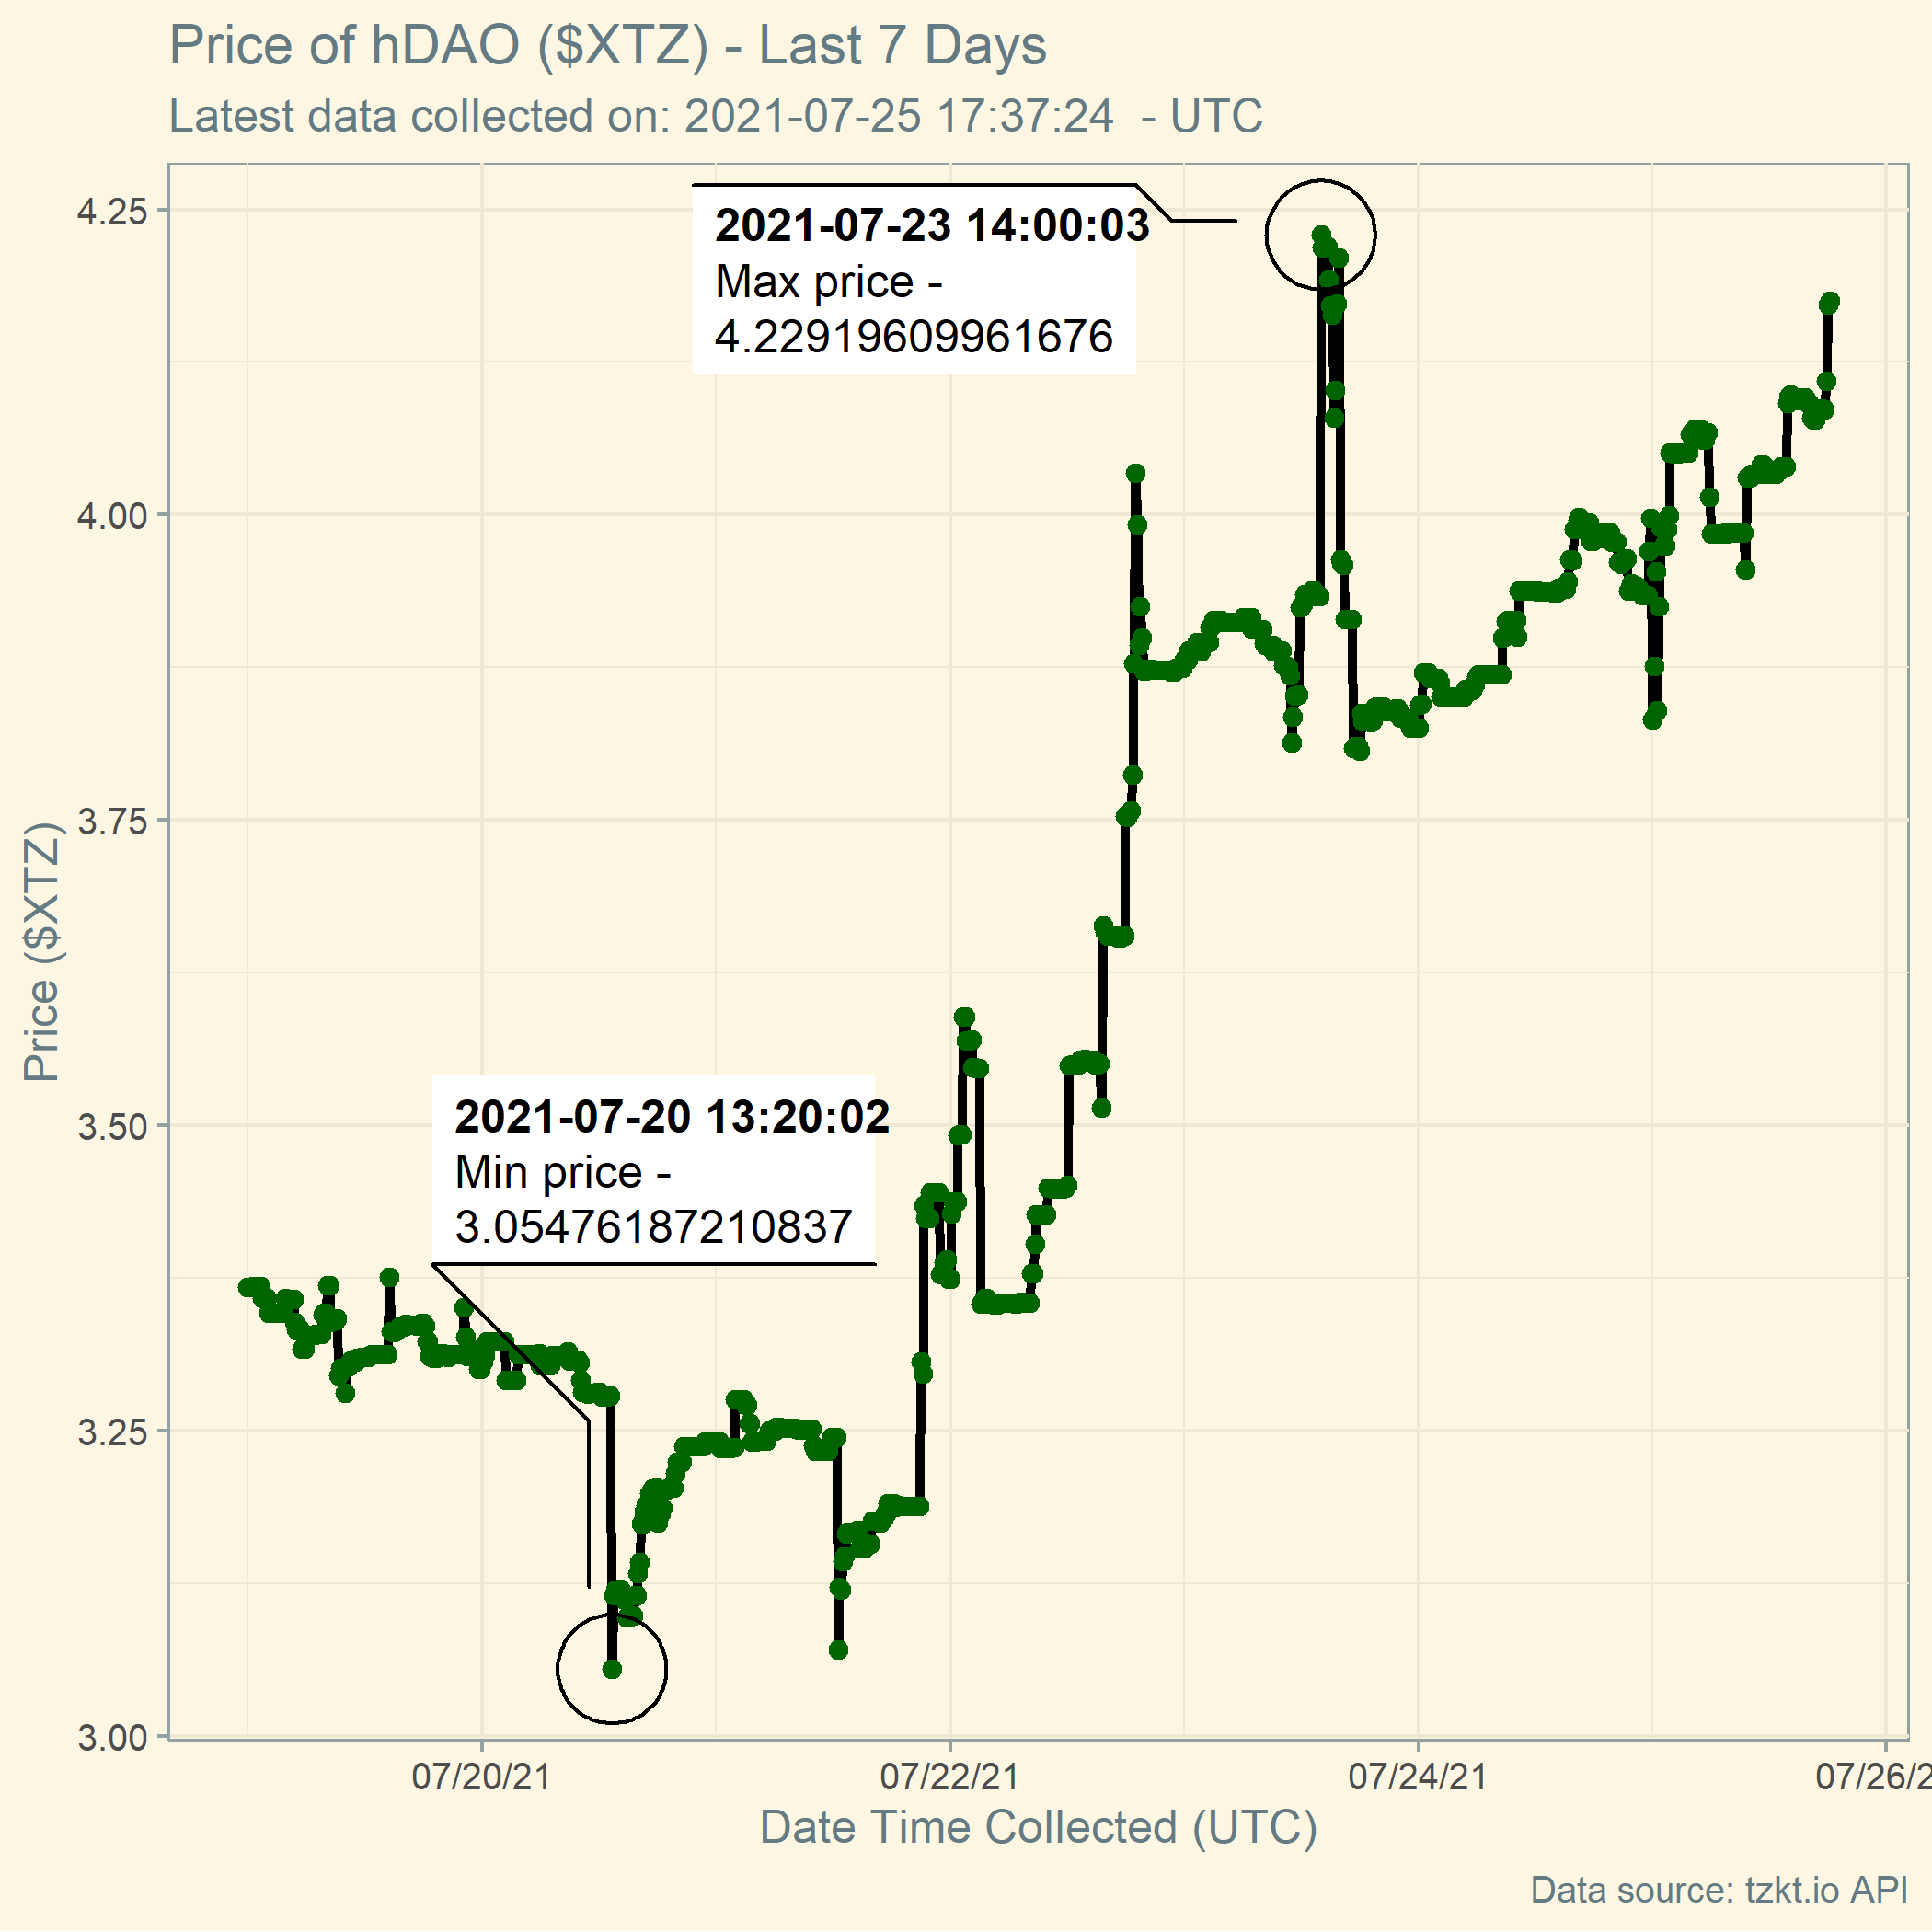 Price of hDAO ($XTZ) - Last 7 Days
Latest data collected on: 2021-07-25 17:37:24  - UTC
4.25
4.00
3.75
3.50
3.25
3.00
Price ($XTZ)
2021-07-23 14:00:03
Max price -
4.22919609961676
2021-07-20 13:20:02
Min price -
3.05476187210837
07/20/21
07/22/21
07/24/21
07/26/2
Date Time Collected (UTC)
Data source: tzkt.io API